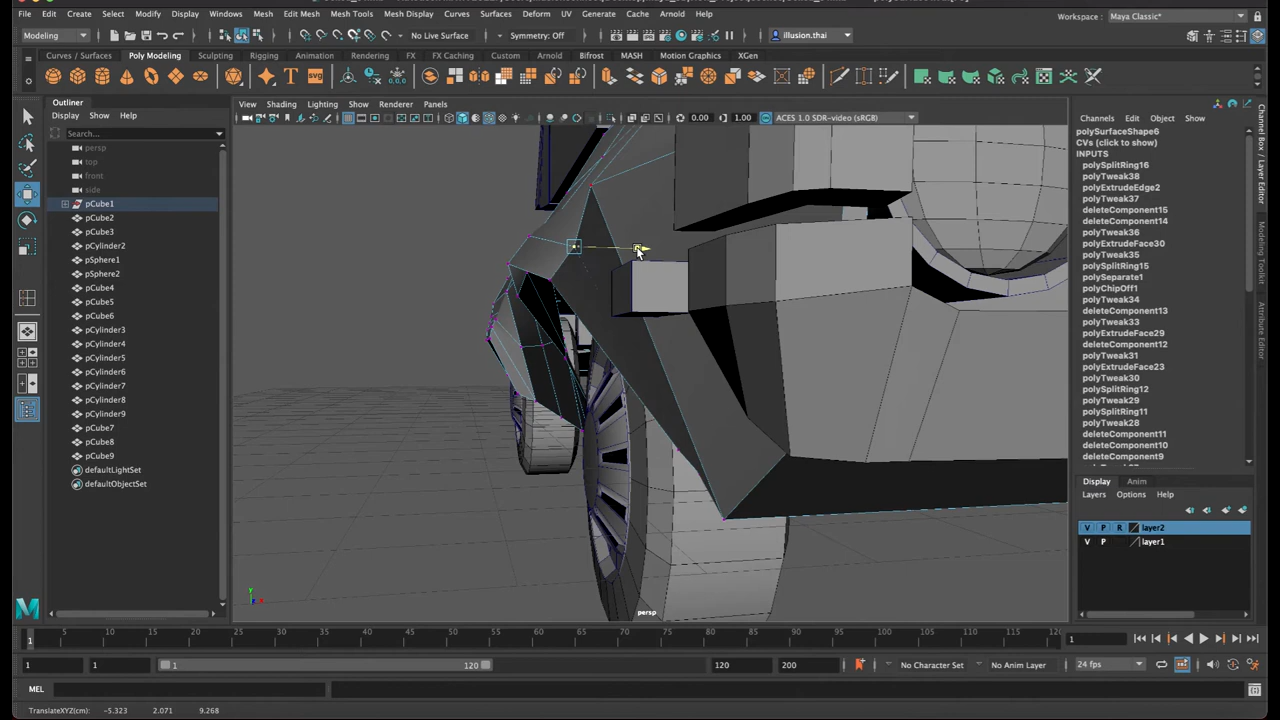 File Edit Create Select Modify Display Windows Mesh Edit Mesh Mesh Tools Mesh Display Curves Surfaces Deform UV Generate Cache Arnold Help
Workspace : Maya Classic*
Modeling No Live Surface Symmetry: Off illusion.thai
Curves / Surfaces Poly Modeling Sculpting Rigging Animation Rendering FX FX Caching Custom Arnold Bifrost MASH Motion Graphics XGen
Outliner
Display Show Help
Search...
persp
top
front
side
pCube1
pCube2
pCube3
pCylinder2
pSphere1
pSphere2
pCube4
pCube5
pCube6
pCylinder3
pCylinder4
pCylinder5
pCylinder6
pCylinder7
pCylinder8
pCylinder9
pCube7
pCube8
pCube9
defaultLightSet
defaultObjectSet
View Shading Lighting Show Renderer Panels
0.00 1.00 ACES 1.0 SDR-video (sRGB)
persp
Channels Edit Object Show
polySurfaceShape6
CVs (click to show)
INPUTS
polySplitRing16
polyTweak38
polyExtrudeEdge2
polyTweak37
deleteComponent15
deleteComponent14
polyTweak36
polyExtrudeFace30
polyTweak35
polySplitRing15
polyChipOff1
polyTweak34
deleteComponent13
polyTweak33
polyExtrudeFace29
deleteComponent12
polyTweak31
polyExtrudeFace23
polyTweak30
polySplitRing12
polyTweak29
polySplitRing11
polyTweak28
deleteComponent11
deleteComponent10
deleteComponent9
Display Anim
Layers Options Help
V P R layer2
V P layer1
Channel Box / Layer Editor
Modeling Toolkit
Attribute Editor
5 10 15 20 25 30 35 40 45 50 55 60 65 70 75 80 85 90 95 100 105 110 115 120
1
1 1 1 120 120 200 No Character Set No Anim Layer 24 fps
MEL
TranslateXYZ(cm): -5.323 2.071 9.268